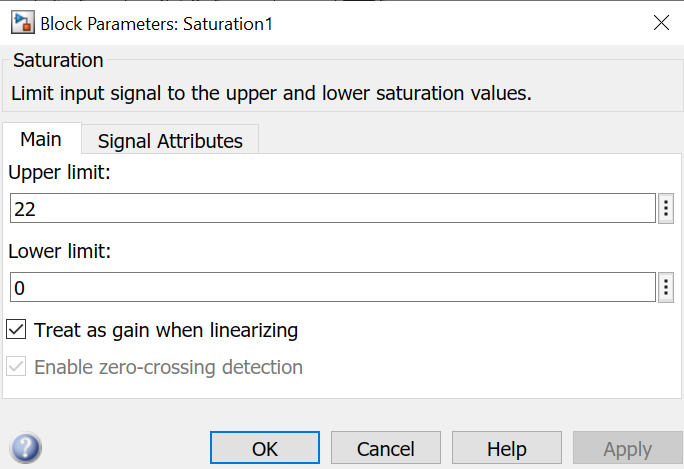 Block Parameters: Saturation1
Saturation
Limit input signal to the upper and lower saturation values.
Main
Signal Attributes
Upper limit:
22
Lower limit:
0
Treat as gain when linearizing
Enable zero-crossing detection
?
OK
Cancel
Help
Apply